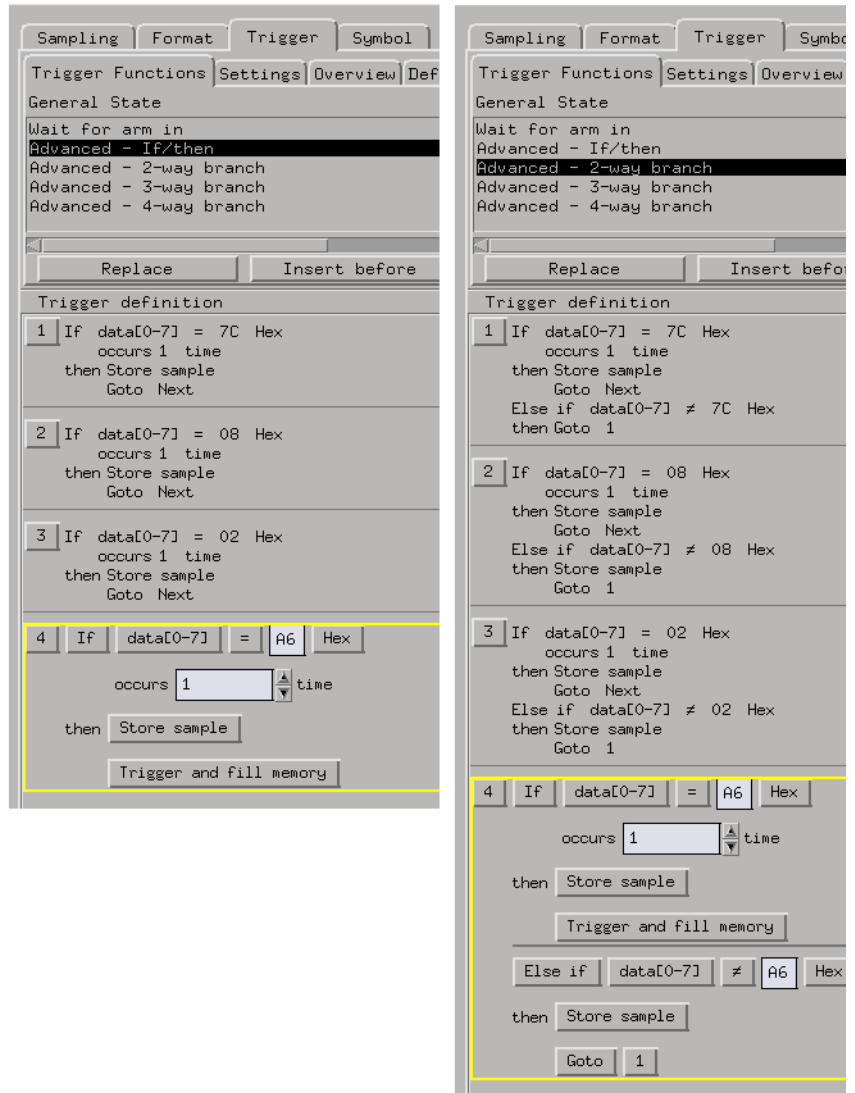 Sampling Format Trigger Symbol
Trigger Functions Settings Overview Def
General State
Wait for arm in
Advanced - If/then
Advanced - 2-way branch
Advanced - 3-way branch
Advanced - 4-way branch
Replace Insert before
Trigger definition
1 If data[0-7] = 7C Hex
occurs 1 time
then Store sample
Goto Next
2 If data[0-7] = 08 Hex
occurs 1 time
then Store sample
Goto Next
3 If data[0-7] = 02 Hex
occurs 1 time
then Store sample
Goto Next
4 If data[0-7] = A6 Hex
occurs 1 time
then Store sample
Trigger and fill memory
Sampling Format Trigger Symbo
Trigger Functions Settings Overview
General State
Wait for arm in
Advanced - If/then
Advanced - 2-way branch
Advanced - 3-way branch
Advanced - 4-way branch
Replace Insert befo
Trigger definition
1 If data[0-7] = 7C Hex
occurs 1 time
then Store sample
Goto Next
Else if data[0-7] ≠ 7C Hex
then Goto 1
2 If data[0-7] = 08 Hex
occurs 1 time
then Store sample
Goto Next
Else if data[0-7] ≠ 08 Hex
then Store sample
Goto 1
3 If data[0-7] = 02 Hex
occurs 1 time
then Store sample
Goto Next
Else if data[0-7] ≠ 02 Hex
then Store sample
Goto 1
4 If data[0-7] = A6 Hex
occurs 1 time
then Store sample
Trigger and fill memory
Else if data[0-7] ≠ A6 Hex
then Store sample
Goto 1